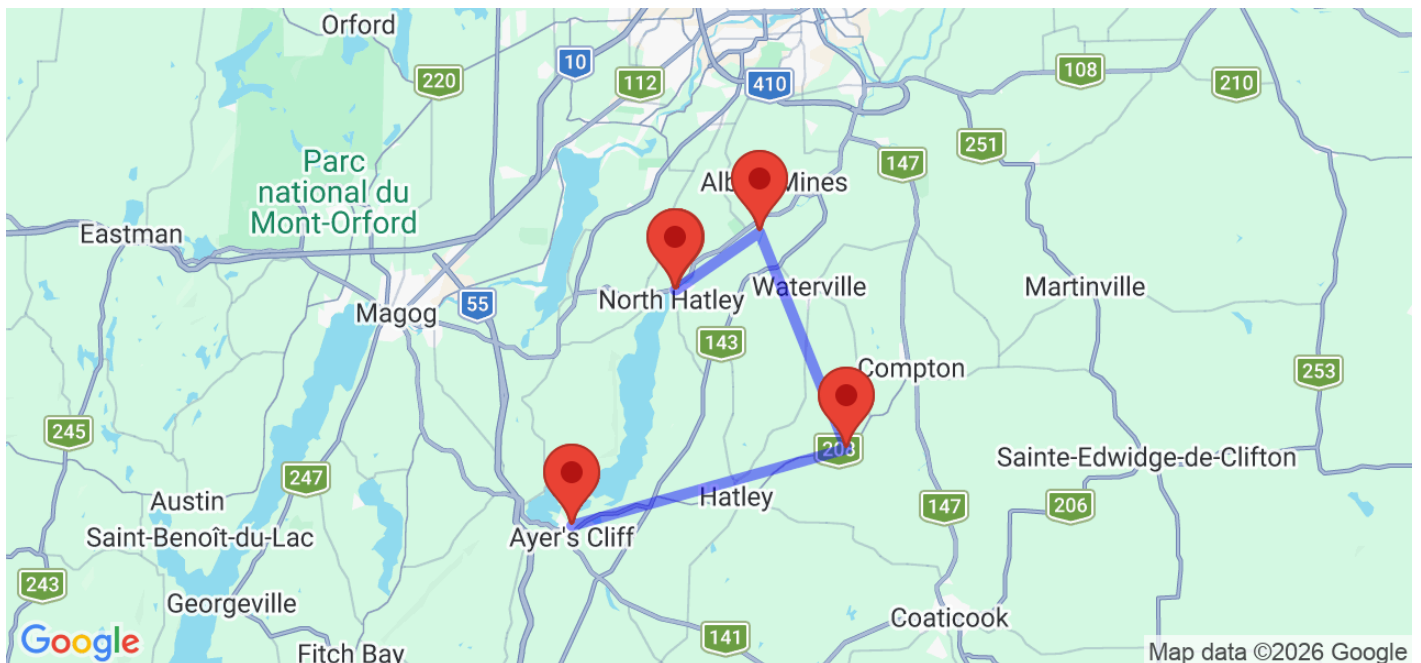 Orford
10
108
220
112
410
210
251
Parc
national du
Mont-Orford
147
Eastman
North Hatley
Waterville
Martinville
55
Magog
143
Compton
253
245
208
Sainte-Edwidge-de-Clifton
247
Hatley
Austin
147
206
Saint-Benoît-du-Lac
Ayer's Cliff
243
Georgeville
Coaticook
141
Google
Fitch Bay
Map data ©2026 Google